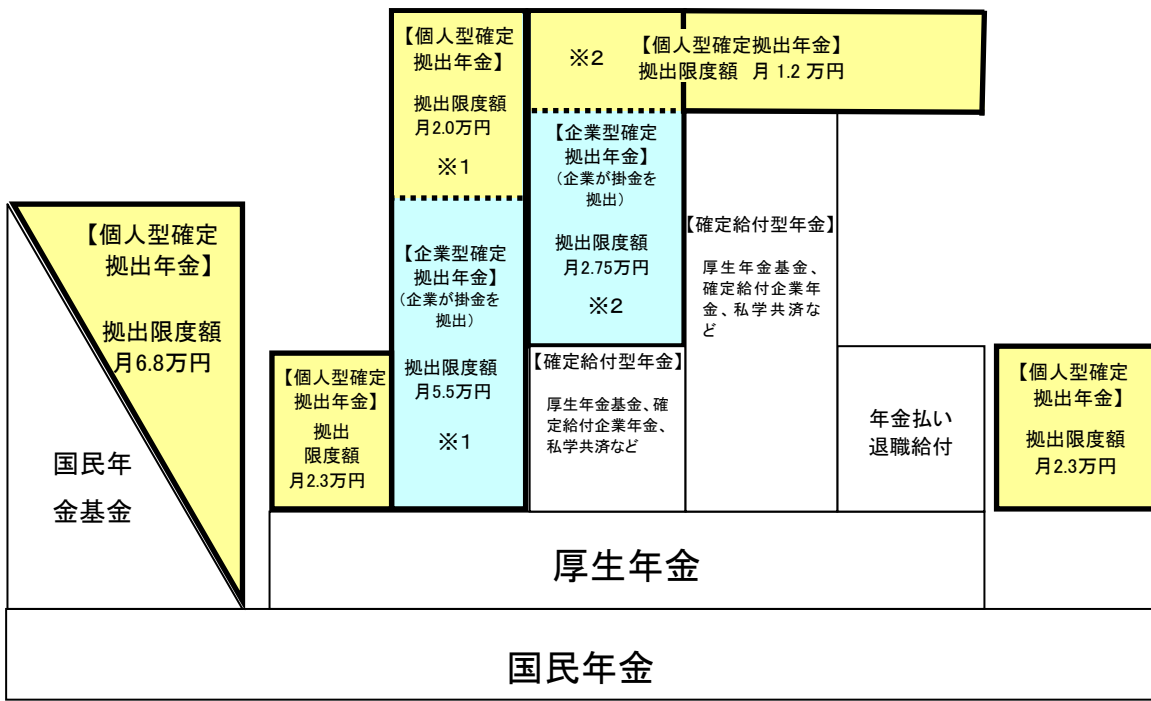 【個人型確定
拠出年金】
拠出限度額
月6.8万円
国民年
金基金
【個人型確定
拠出年金】
拠出
限度額
月2.3万円
【個人型確定
拠出年金】
拠出限度額
月2.0万円
※1
【企業型確定
拠出年金】
(企業が掛金を
拠出)
拠出限度額
月5.5万円
※1
※2
【個人型確定拠出年金】
拠出限度額 月 1.2 万円
【企業型確定
拠出年金】
(企業が掛金を
拠出)
拠出限度額
月2.75万円
※2
【確定給付型年金】
厚生年金基金、確
定給付企業年金、
私学共済など
【確定給付型年金】
厚生年金基金、
確定給付企業年
金、私学共済な
ど
年金払い
退職給付
【個人型確定
拠出年金】
拠出限度額
月2.3万円
厚生年金
国民年金